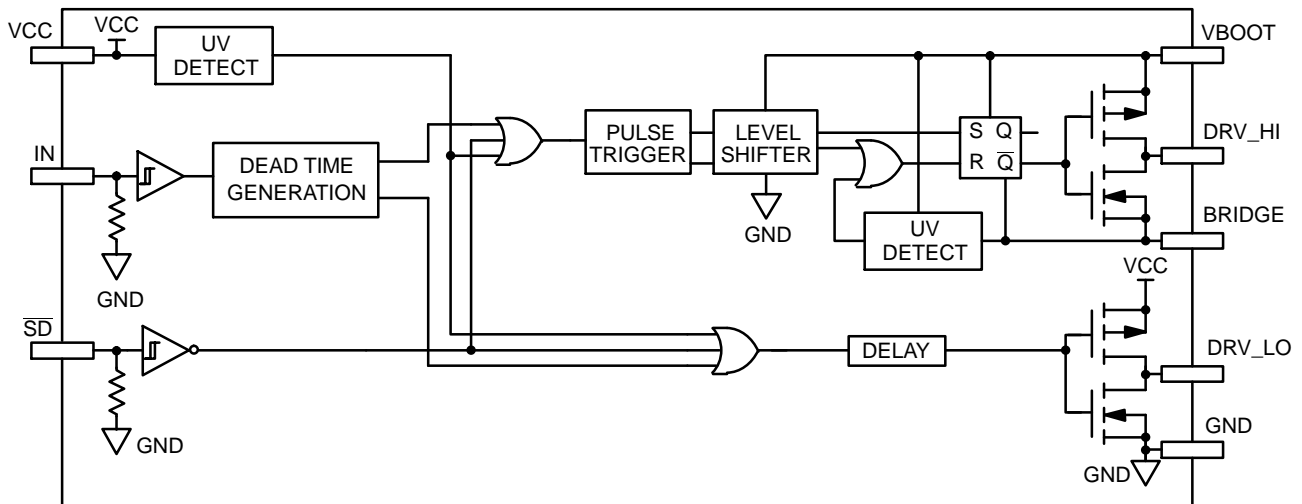 VCC
VCC
UV
DETECT
VBOOT
IN
DEAD TIME
GENERATION
PULSE
TRIGGER
LEVEL
SHIFTER
S Q
R Q̅
DRV_HI
GND
GND
UV
DETECT
BRIDGE
VCC
S̅D̅
DELAY
DRV_LO
GND
GND
GND